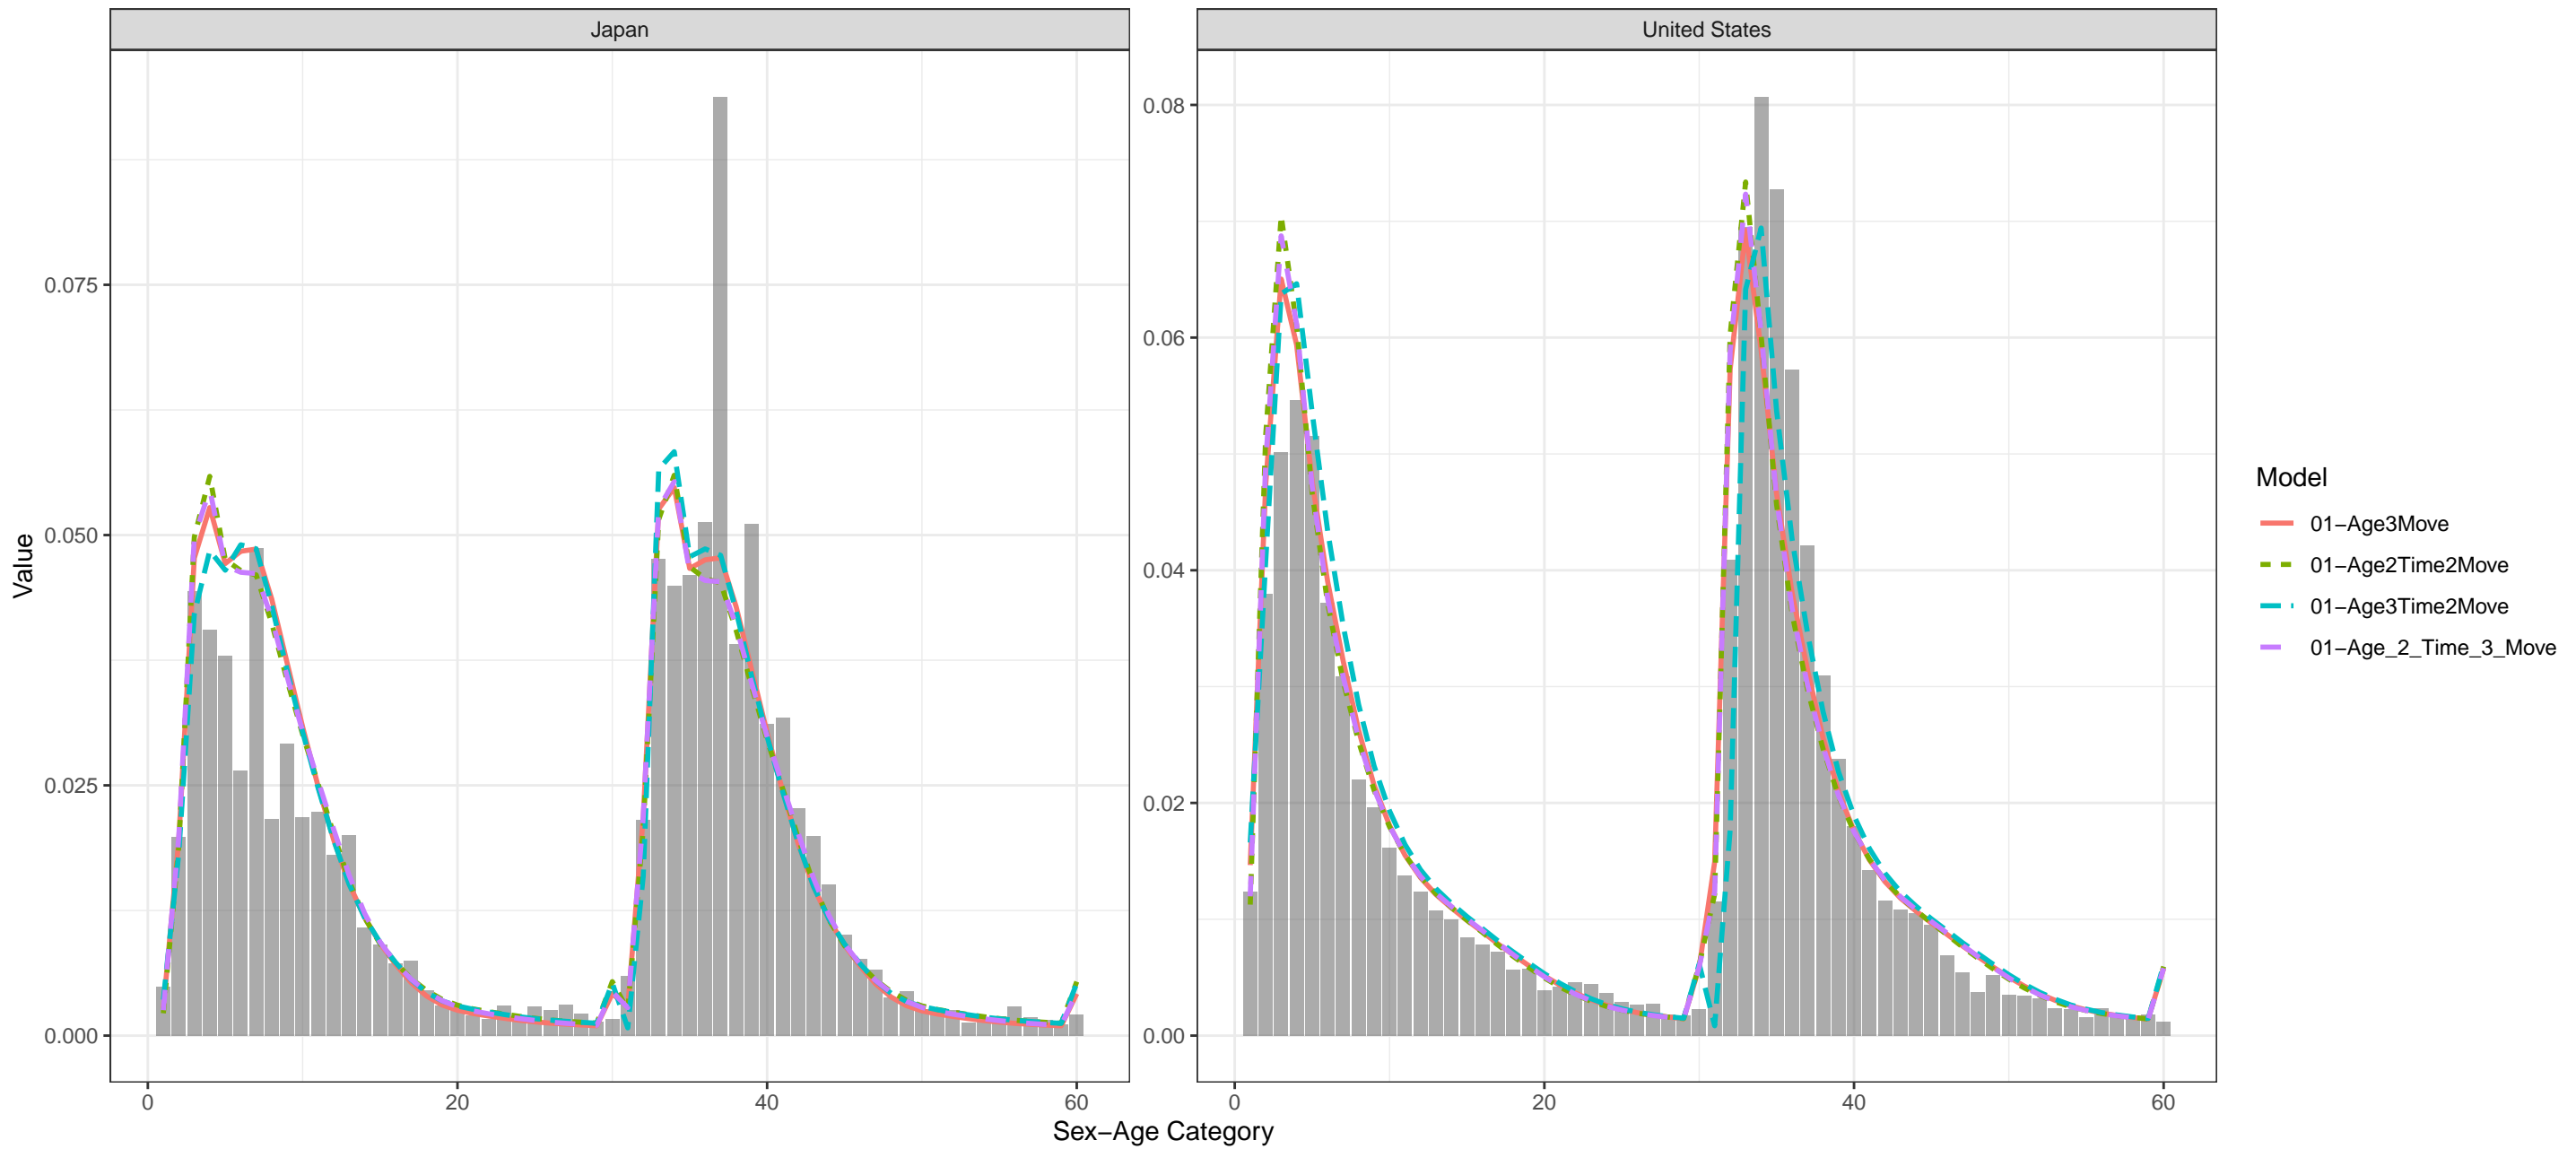 Japan
United States
Value
0.075
0.050
0.025
0.000
0.08
0.06
0.04
0.02
0.00
0
20
40
60
0
20
40
60
Sex−Age Category
Model
01−Age3Move
01−Age2Time2Move
01−Age3Time2Move
01−Age_2_Time_3_Move